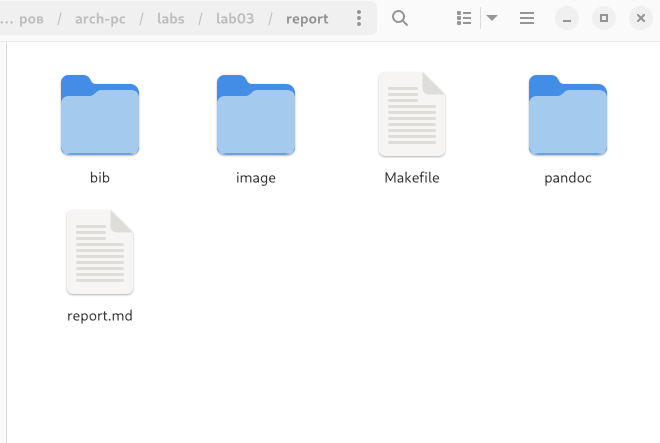 ... ров / arch-pc / labs / lab03 / report
bib
image
Makefile
pandoc
report.md